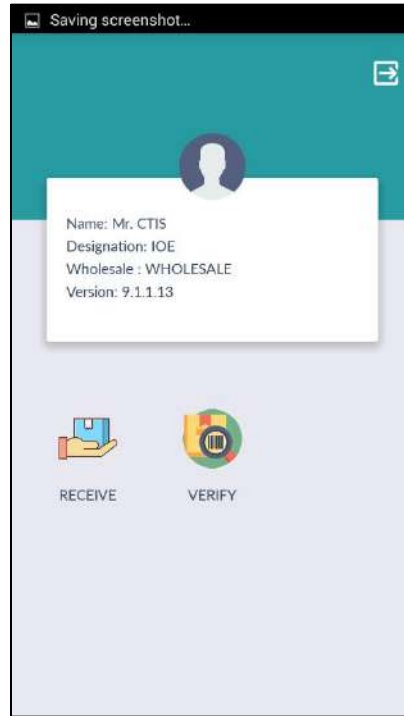 Saving screenshot...
Name: Mr. CTIS
Designation: IOE
Wholesale : WHOLESALE
Version: 9.1.1.13
RECEIVE VERIFY